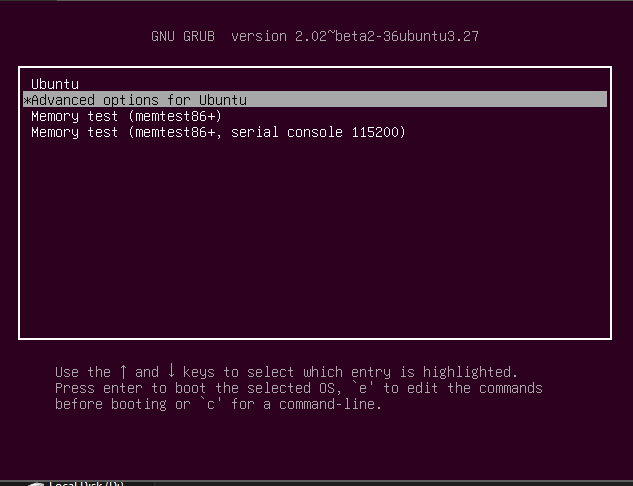 GNU GRUB  version 2.02~beta2-36ubuntu3.27
Ubuntu
*Advanced options for Ubuntu
Memory test (memtest86+)
Memory test (memtest86+, serial console 115200)
Use the ↑ and ↓ keys to select which entry is highlighted.
Press enter to boot the selected OS, `e' to edit the commands
before booting or `c' for a command-line.
Local Disk (D:)